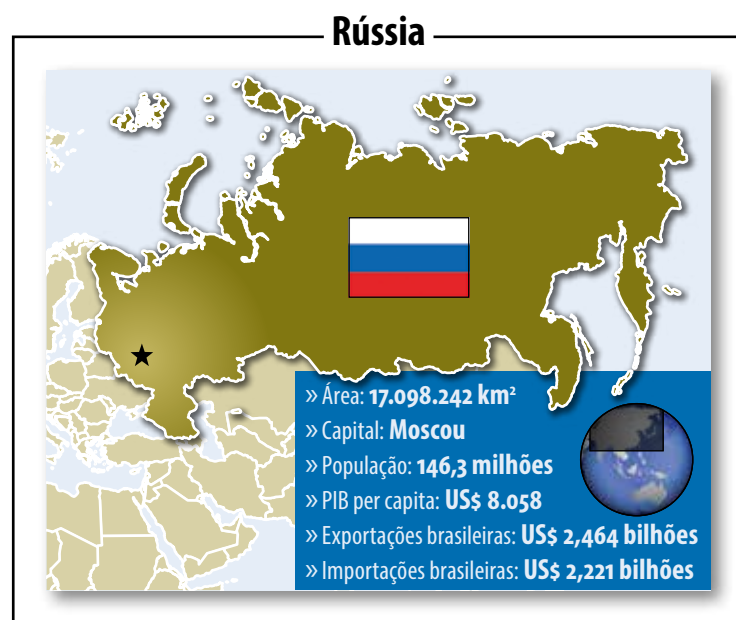 Rússia
» Área: 17.098.242 km²
» Capital: Moscou
» População: 146,3 milhões
» PIB per capita: US$ 8.058
» Exportações brasileiras: US$ 2,464 bilhões
» Importações brasileiras: US$ 2,221 bilhões